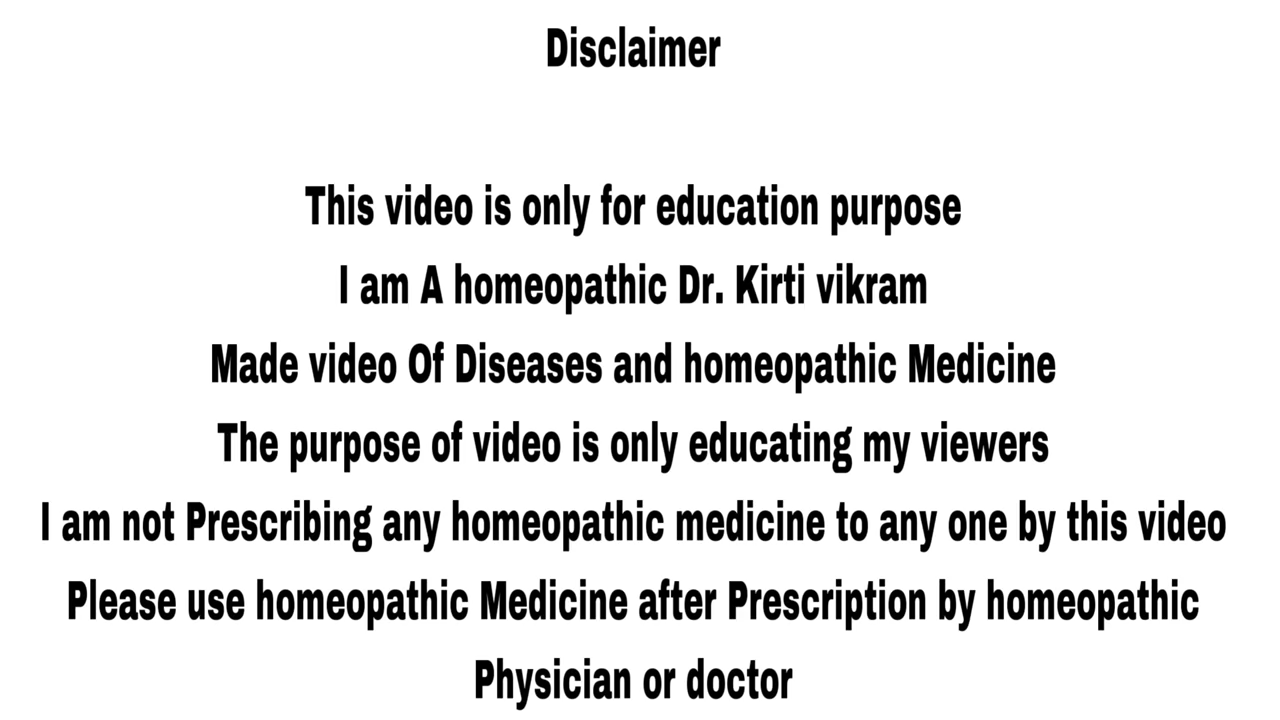 Disclaimer
This video is only for education purpose
I am A homeopathic Dr. Kirti vikram
Made video Of Diseases and homeopathic Medicine
The purpose of video is only educating my viewers
I am not Prescribing any homeopathic medicine to any one by this video
Please use homeopathic Medicine after Prescription by homeopathic
Physician or doctor